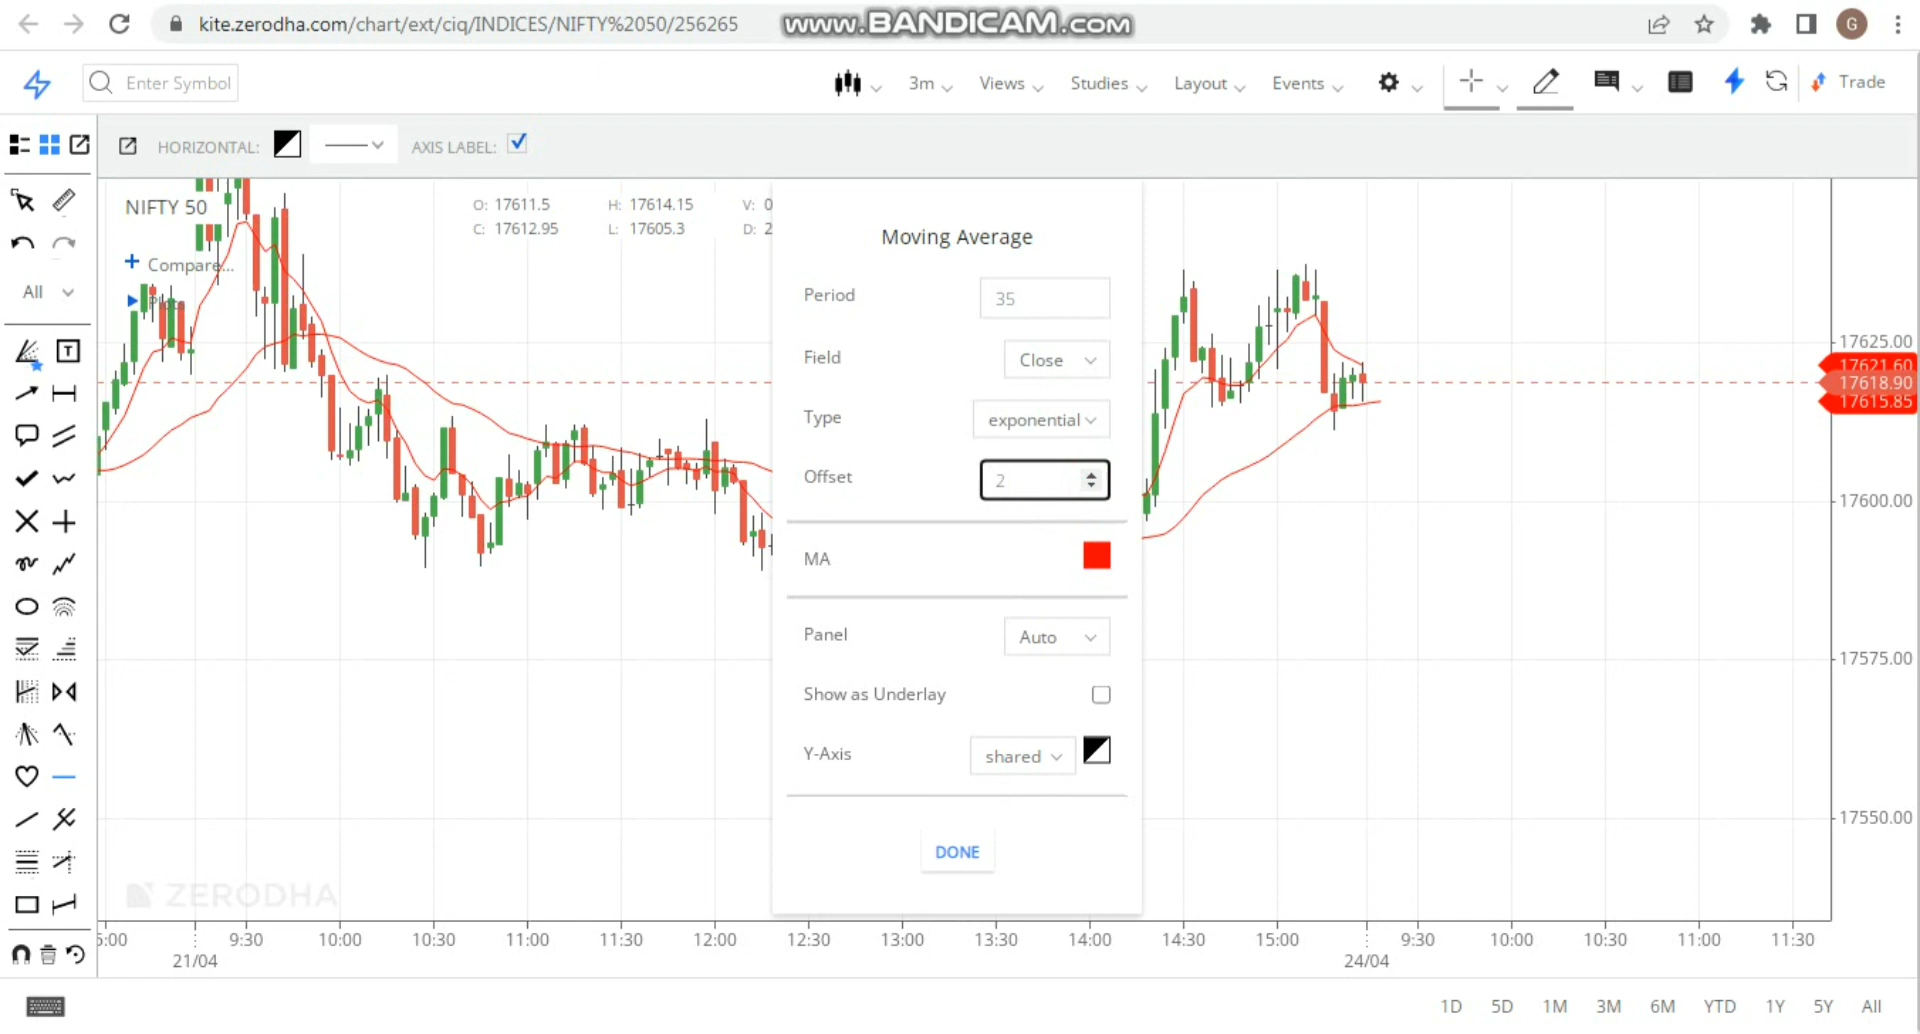 kite.zerodha.com/chart/ext/ciq/INDICES/NIFTY%2050/256265
www.BANDICAM.com
G
Enter Symbol
3m
Views
Studies
Layout
Events
Trade
HORIZONTAL:
AXIS LABEL:
NIFTY 50
O: 17611.5
H: 17614.15
V: 0
C: 17612.95
L: 17605.3
D: 2
Compare...
All
T
Moving Average
Period
35
Field
Close
Type
exponential
Offset
2
MA
Panel
Auto
Show as Underlay
Y-Axis
shared
DONE
17625.00
17621.60
17618.90
17615.85
17600.00
17575.00
17550.00
ZERODHA
5:00
9:30
10:00
10:30
11:00
11:30
12:00
12:30
13:00
13:30
14:00
14:30
15:00
9:30
10:00
10:30
11:00
11:30
21/04
24/04
1D
5D
1M
3M
6M
YTD
1Y
5Y
All